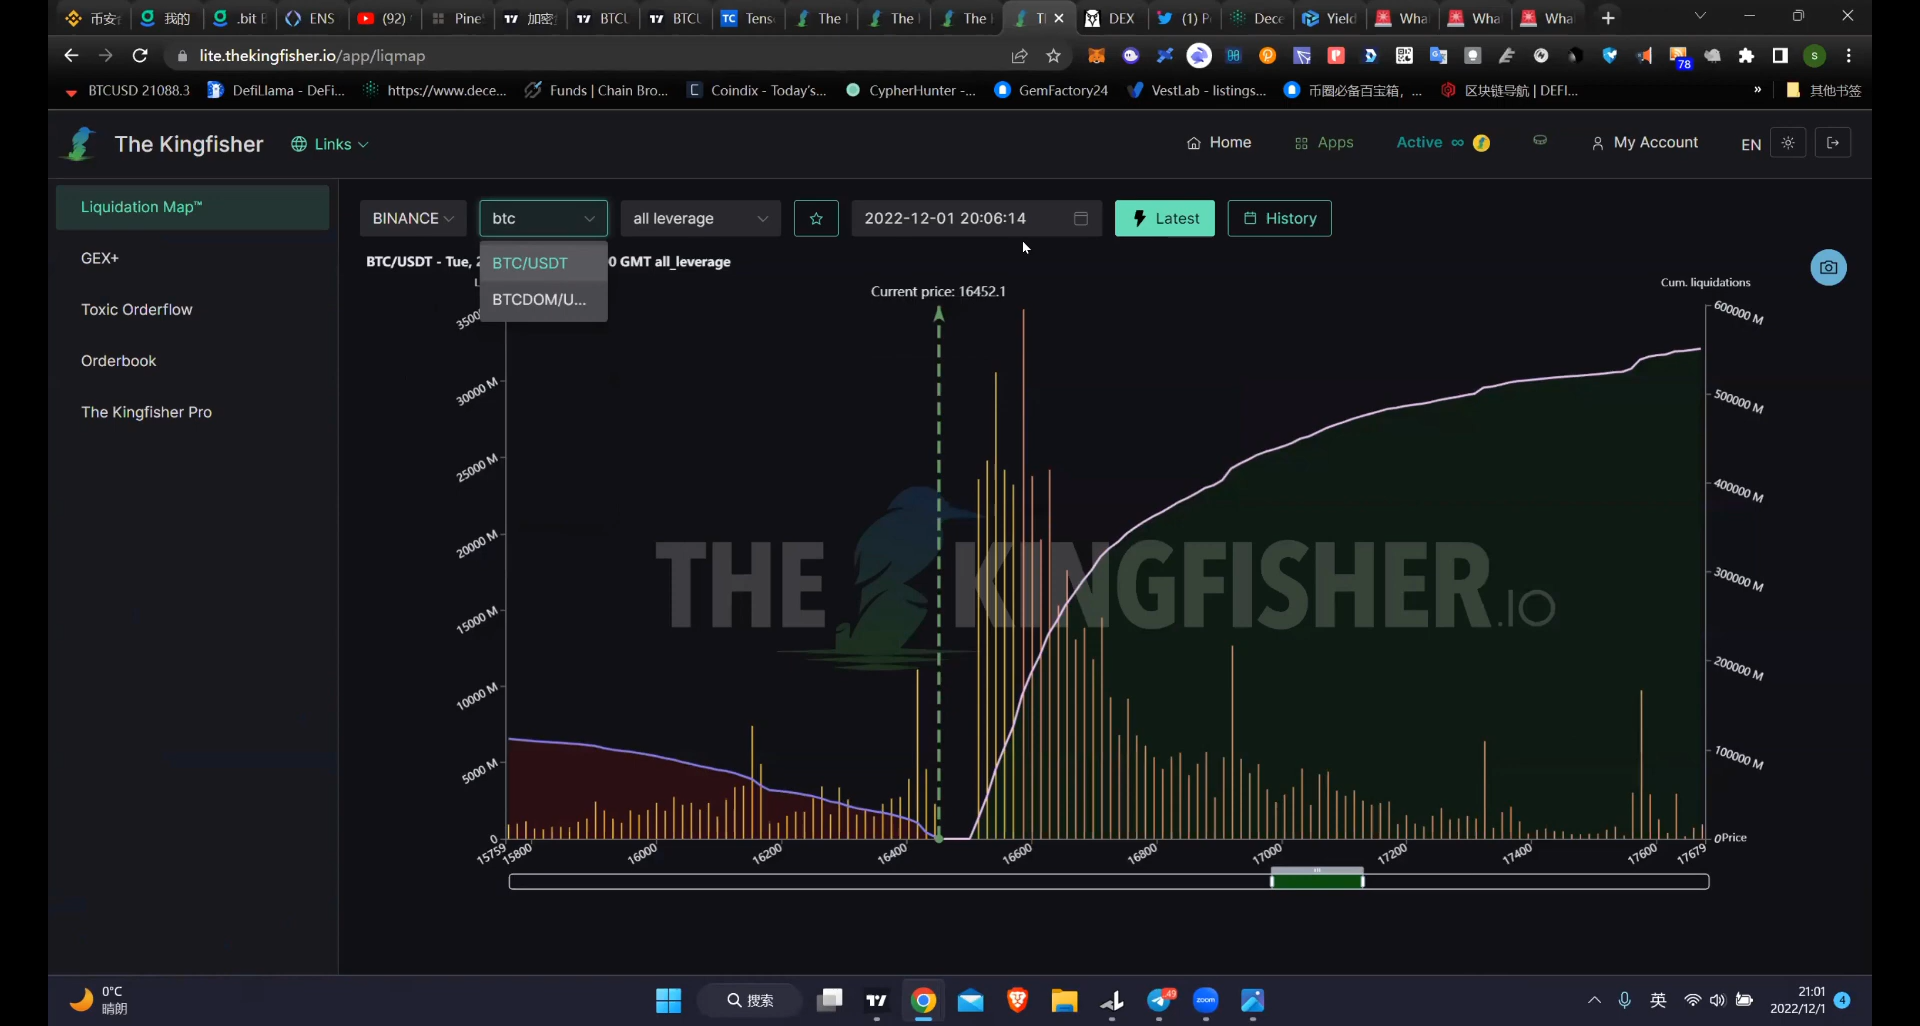 币安
我的
.bit
ENS
(92)
Pine
加密
BTCU
BTCU
Tens
The
The
The
DEX
(1)
Dece
Yield
Wha
Wha
Wha
lite.thekingfisher.io/app/liqmap
78
s
BTCUSD 21088.3
DefiLlama - DeFi...
https://www.dece...
Funds | Chain Bro...
Coindix - Today's...
CypherHunter -...
GemFactory24
VestLab - listings...
币圈必备百宝箱，...
区块链导航 | DEFI...
»
其他书签
The Kingfisher
Links
Home
Apps
Active ∞
My Account
EN
Liquidation Map™
GEX+
Toxic Orderflow
Orderbook
The Kingfisher Pro
BINANCE
btc
all leverage
2022-12-01 20:06:14
Latest
History
BTC/USDT
BTCDOM/U...
BTC/USDT - Tue, 2
0 GMT all_leverage
Current price: 16452.1
Cum. liquidations
30000 M
25000 M
20000 M
15000 M
10000 M
5000 M
0
600000 M
500000 M
400000 M
300000 M
200000 M
100000 M
0Price
THE KINGFISHER.IO
15759
15800
16000
16200
16400
16600
16800
17000
17200
17400
17600
17679
0°C
晴朗
搜索
49
zoom
英
21:01
2022/12/1
4